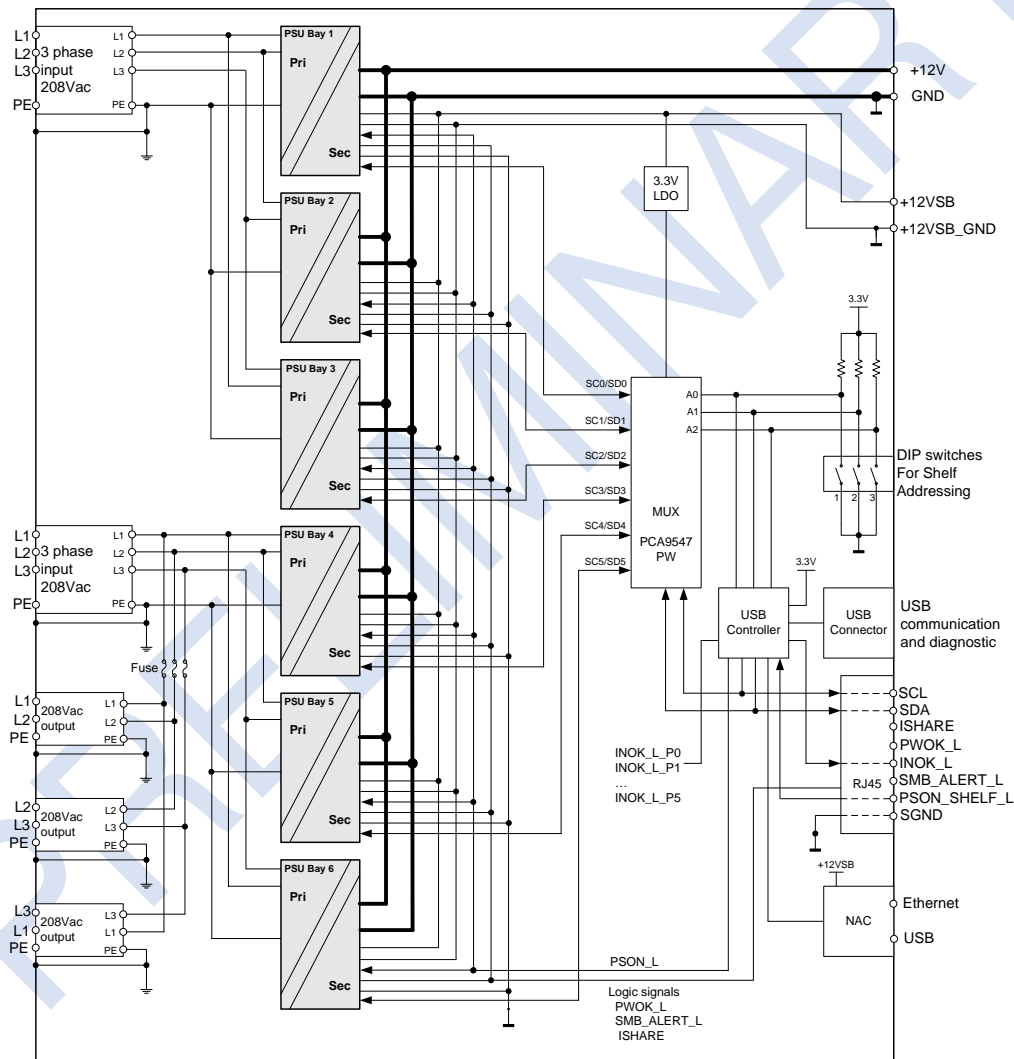 PRELIMINAR
L1
L2
L3
PE
3 phase
input
208Vac
L1
L2
L3
PE
PSU Bay 1
Pri
Sec
+12V
GND
3.3V
LDO
+12VSB
+12VSB_GND
PSU Bay 2
Pri
Sec
3.3V
PSU Bay 3
Pri
Sec
SC0/SD0
SC1/SD1
SC2/SD2
SC3/SD3
SC4/SD4
SC5/SD5
MUX
PCA9547
PW
A0
A1
A2
1 2 3
DIP switches
For Shelf
Addressing
L1
L2
L3
PE
3 phase
input
208Vac
L1
L2
L3
PE
PSU Bay 4
Pri
Sec
3.3V
USB
Controller
USB
Connector
USB
communication
and diagnostic
Fuse
L1
L2
PE
208Vac
output
L1
L2
PE
PSU Bay 5
Pri
Sec
INOK_L_P0
INOK_L_P1
...
INOK_L_P5
RJ45
SCL
SDA
ISHARE
PWOK_L
INOK_L
SMB_ALERT_L
PSON_SHELF_L
SGND
L2
L3
PE
208Vac
output
L2
L3
PE
PSU Bay 6
Pri
Sec
+12VSB
NAC
Ethernet
USB
L3
L1
PE
208Vac
output
L3
L1
PE
PSON_L
Logic signals
PWOK_L
SMB_ALERT_L
ISHARE